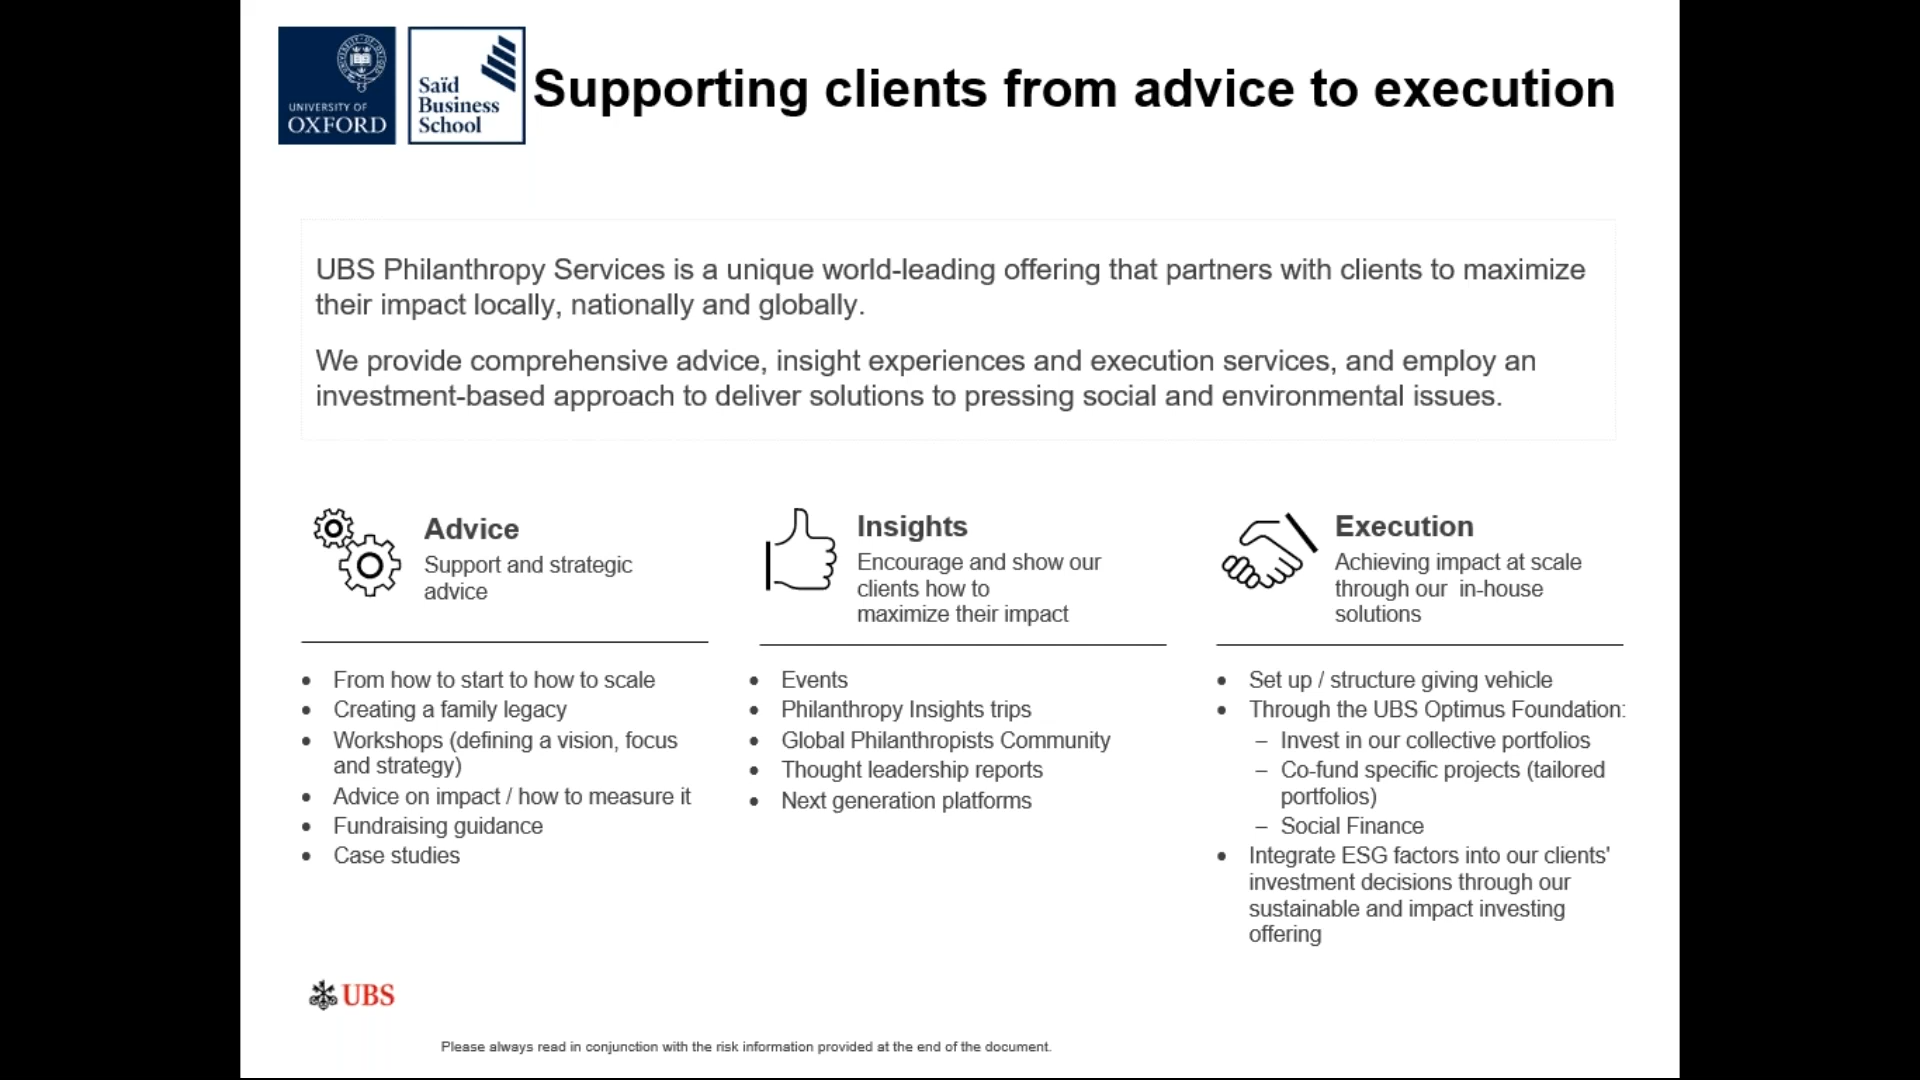 UNIVERSITY OF
OXFORD
Saïd
Business
School
Supporting clients from advice to execution
UBS Philanthropy Services is a unique world-leading offering that partners with clients to maximize
their impact locally, nationally and globally.
We provide comprehensive advice, insight experiences and execution services, and employ an
investment-based approach to deliver solutions to pressing social and environmental issues.
Advice
Support and strategic
advice
• From how to start to how to scale
• Creating a family legacy
• Workshops (defining a vision, focus
and strategy)
• Advice on impact / how to measure it
• Fundraising guidance
• Case studies
Insights
Encourage and show our
clients how to
maximize their impact
• Events
• Philanthropy Insights trips
• Global Philanthropists Community
• Thought leadership reports
• Next generation platforms
Execution
Achieving impact at scale
through our in-house
solutions
• Set up / structure giving vehicle
• Through the UBS Optimus Foundation:
– Invest in our collective portfolios
– Co-fund specific projects (tailored
portfolios)
– Social Finance
• Integrate ESG factors into our clients'
investment decisions through our
sustainable and impact investing
offering
UBS
Please always read in conjunction with the risk information provided at the end of the document.